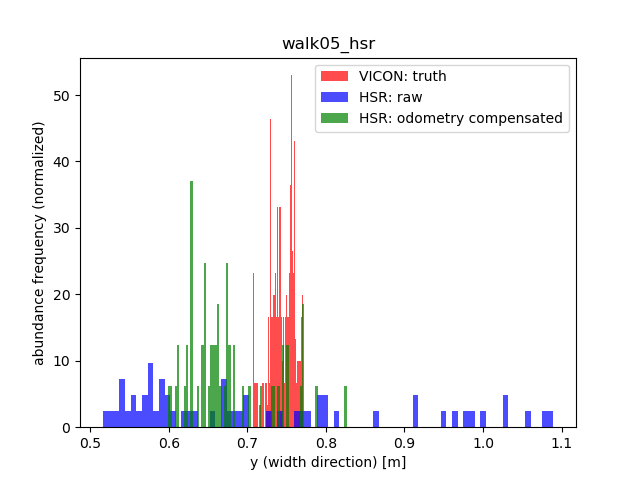 walk05_hsr
VICON: truth
HSR: raw
HSR: odometry compensated
abundance frequency (normalized)
50
40
30
20
10
0
0.5 0.6 0.7 0.8 0.9 1.0 1.1
y (width direction) [m]